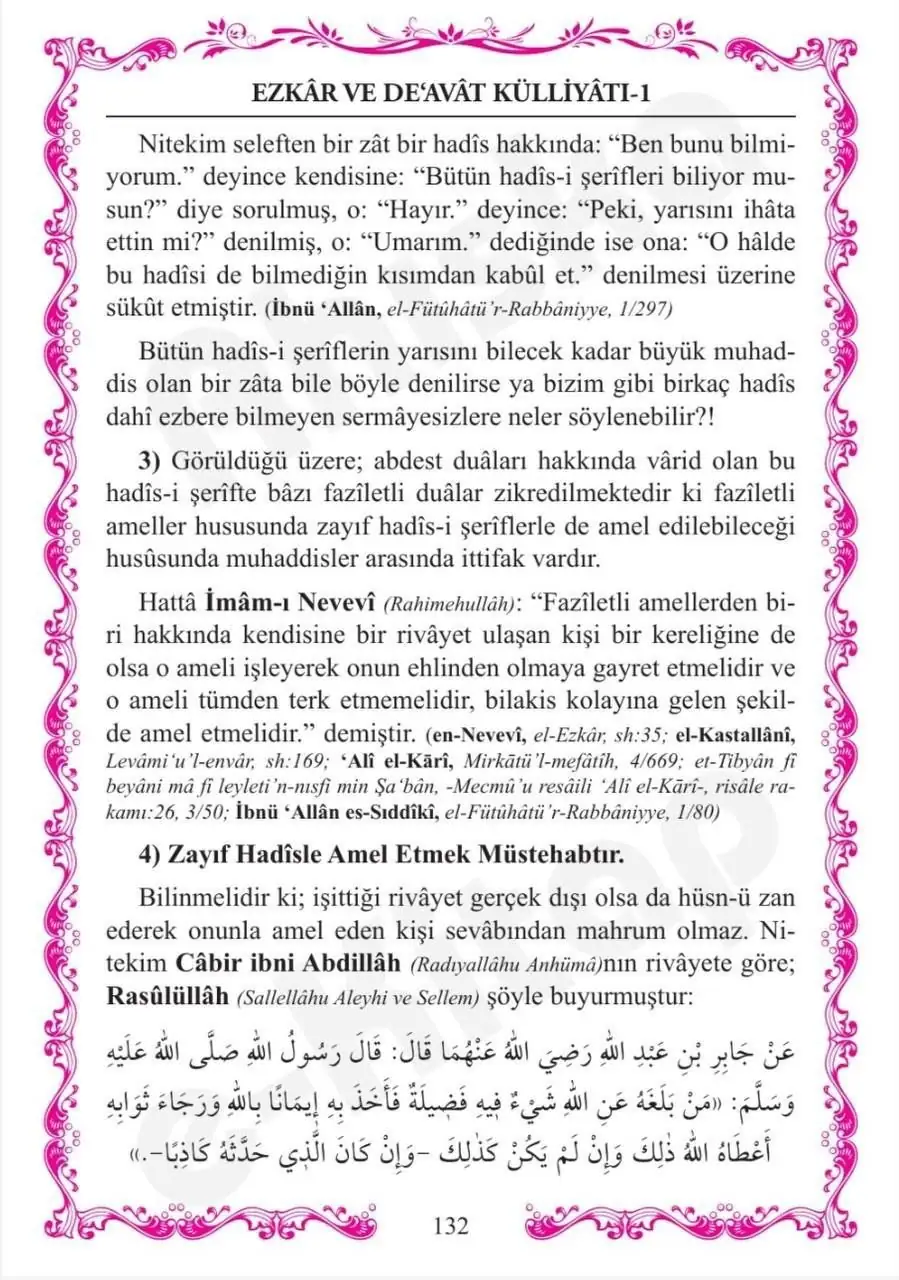 EZKÂR VE DE‘AVÂT KÜLLİYÂTI-1
Nitekim seleften bir zât bir hadîs hakkında: “Ben bunu bilmi-
yorum.” deyince kendisine: “Bütün hadîs-i şerîfleri biliyor mu-
sun?” diye sorulmuş, o: “Hayır.” deyince: “Peki, yarısını ihâta
ettin mi?” denilmiş, o: “Umarım.” dediğinde ise ona: “O hâlde
bu hadîsi de bilmediğin kısımdan kabûl et.” denilmesi üzerine
sükût etmiştir. (İbnü ‘Allân, el-Fütûhâtü’r-Rabbâniyye, 1/297)
Bütün hadîs-i şerîflerin yarısını bilecek kadar büyük muhad-
dis olan bir zâta bile böyle denilirse ya bizim gibi birkaç hadîs
dahî ezbere bilmeyen sermâyesizlere neler söylenebilir?!
3) Görüldüğü üzere; abdest duâları hakkında vârid olan bu
hadîs-i şerîfte bâzı fazîletli duâlar zikredilmektedir ki fazîletli
ameller hususunda zayıf hadîs-i şerîflerle de amel edilebileceği
husûsunda muhaddisler arasında ittifak vardır.
Hattâ İmâm-ı Nevevî (Rahimehullâh): “Fazîletli amellerden bi-
ri hakkında kendisine bir rivâyet ulaşan kişi bir kereliğine de
olsa o ameli işleyerek onun ehlinden olmaya gayret etmelidir ve
o ameli tümden terk etmemelidir, bilakis kolayına gelen şekil-
de amel etmelidir.” demiştir. (en-Nevevî, el-Ezkâr, sh:35; el-Kastallânî,
Levâmi‘u’l-envâr, sh:169; ‘Alî el-Kārî, Mirkātü’l-mefâtîh, 4/669; et-Tibyân fî
beyâni mâ fî leyleti’n-nısfi min Şa‘bân, -Mecmû’u resâili ‘Alî el-Kārî-, risâle ra-
kamı:26, 3/50; İbnü ‘Allân es-Sıddîkî, el-Fütûhâtü’r-Rabbâniyye, 1/80)
4) Zayıf Hadîsle Amel Etmek Müstehabtır.
Bilinmelidir ki; işittiği rivâyet gerçek dışı olsa da hüsn-ü zan
ederek onunla amel eden kişi sevâbından mahrum olmaz. Ni-
tekim Câbir ibni Abdillâh (Radıyallâhu Anhümâ)nın rivâyete göre;
Rasûlüllâh (Sallellâhu Aleyhi ve Sellem) şöyle buyurmuştur:
عَنْ جَابِرِ بْنِ عَبْدِ اللهِ رَضِيَ اللهُ عَنْهُمَا قَالَ: قَالَ رَسُولُ اللهِ صَلَّى اللهُ عَلَيْهِ
وَسَلَّمَ: «مَنْ بَلَغَهُ عَنِ اللهِ شَيْءٌ فِيهِ فَضِيلَةٌ فَأَخَذَ بِهِ إِيمَانًا بِاللهِ وَرَجَاءَ ثَوَابِهِ
أَعْطَاهُ اللهُ ذٰلِكَ وَإِنْ لَمْ يَكُنْ كَذٰلِكَ -وَإِنْ كَانَ الَّذِي حَدَّثَهُ كَاذِبًا-.»
132